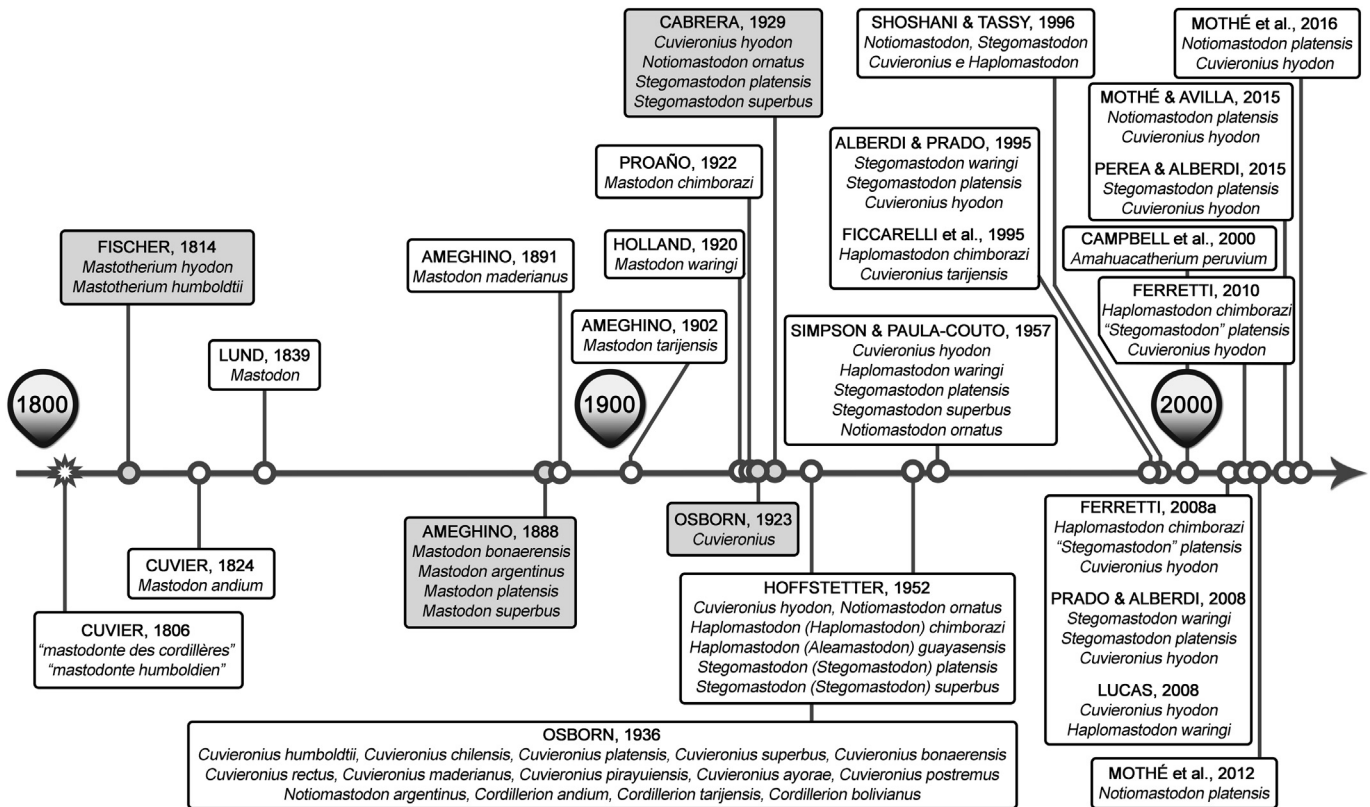 CABRERA, 1929
Cuvieronius hyodon
Notiomastodon ornatus
Stegomastodon platensis
Stegomastodon superbus
SHOSHANI & TASSY, 1996
Notiomastodon, Stegomastodon
Cuvieronius e Haplomastodon
MOTHÉ et al., 2016
Notiomastodon platensis
Cuvieronius hyodon
MOTHÉ & AVILLA, 2015
Notiomastodon platensis
Cuvieronius hyodon
PEREA & ALBERDI, 2015
Stegomastodon platensis
Cuvieronius hyodon
ALBERDI & PRADO, 1995
Stegomastodon waringi
Stegomastodon platensis
Cuvieronius hyodon
FICCARELLI et al., 1995
Haplomastodon chimborazi
Cuvieronius tarijensis
PROAÑO, 1922
Mastodon chimborazi
FISCHER, 1814
Mastotherium hyodon
Mastotherium humboldtii
AMEGHINO, 1891
Mastodon maderianus
HOLLAND, 1920
Mastodon waringi
CAMPBELL et al., 2000
Amahuacatherium peruvium
FERRETTI, 2010
Haplomastodon chimborazi
“Stegomastodon” platensis
Cuvieronius hyodon
AMEGHINO, 1902
Mastodon tarijensis
SIMPSON & PAULA-COUTO, 1957
Cuvieronius hyodon
Haplomastodon waringi
Stegomastodon platensis
Stegomastodon superbus
Notiomastodon ornatus
LUND, 1839
Mastodon
1800
1900
2000
CUVIER, 1824
Mastodon andium
CUVIER, 1806
“mastodonte des cordillères”
“mastodonte humboldien”
AMEGHINO, 1888
Mastodon bonaerensis
Mastodon argentinus
Mastodon platensis
Mastodon superbus
OSBORN, 1923
Cuvieronius
HOFFSTETTER, 1952
Cuvieronius hyodon, Notiomastodon ornatus
Haplomastodon (Haplomastodon) chimborazi
Haplomastodon (Aleamastodon) guayasensis
Stegomastodon (Stegomastodon) platensis
Stegomastodon (Stegomastodon) superbus
FERRETTI, 2008a
Haplomastodon chimborazi
“Stegomastodon” platensis
Cuvieronius hyodon
PRADO & ALBERDI, 2008
Stegomastodon waringi
Stegomastodon platensis
Cuvieronius hyodon
LUCAS, 2008
Cuvieronius hyodon
Haplomastodon waringi
OSBORN, 1936
Cuvieronius humboldtii, Cuvieronius chilensis, Cuvieronius platensis, Cuvieronius superbus, Cuvieronius bonaerensis
Cuvieronius rectus, Cuvieronius maderianus, Cuvieronius pirayuiensis, Cuvieronius ayorae, Cuvieronius postremus
Notiomastodon argentinus, Cordillerion andium, Cordillerion tarijensis, Cordillerion bolivianus
MOTHÉ et al., 2012
Notiomastodon platensis